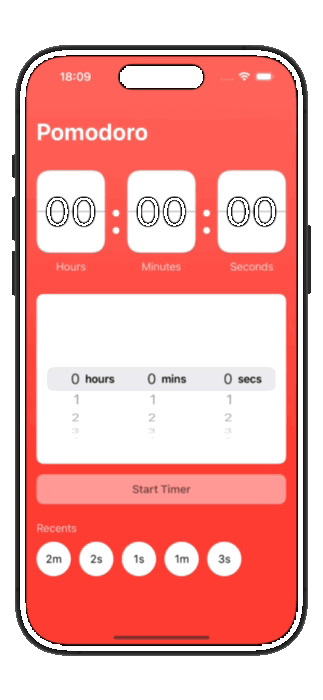 18:09
Pomodoro
00 : 00 : 00
Hours Minutes Seconds
0 hours 0 mins 0 secs
1 1 1
2 2 2
3 3 3
Start Timer
Recents
2m 2s 1s 1m 3s